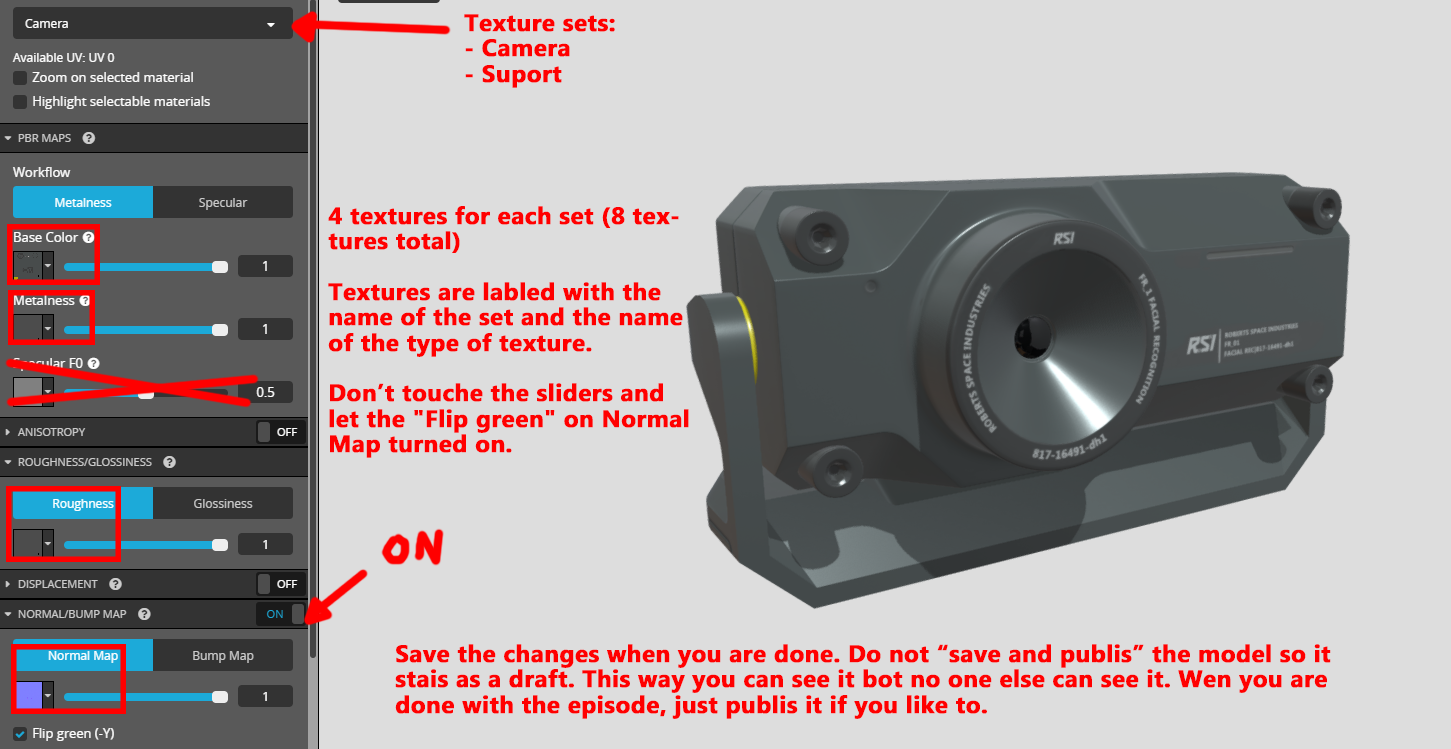 Camera
Available UV: UV 0
Zoom on selected material
Highlight selectable materials
PBR MAPS ?
Workflow
Metalness Specular
Base Color ?
1
Metalness ?
1
Specular F0 ?
0.5
ANISOTROPY OFF
ROUGHNESS/GLOSSINESS ?
Roughness Glossiness
1
DISPLACEMENT ? OFF
NORMAL/BUMP MAP ? ON
Normal Map Bump Map
1
Flip green (-Y)
Texture sets:
- Camera
- Suport
4 textures for each set (8 tex-
tures total)
Textures are labled with the
name of the set and the name
of the type of texture.
Don’t touche the sliders and
let the "Flip green" on Normal
Map turned on.
ON
RSI
ROBERTS SPACE INDUSTRIES
FR_1 FACIAL RECOGNITION
817-16491-dh1
RSI
ROBERTS SPACE INDUSTRIES
FR_01
FACIAL REC|817-16491-dh1
Save the changes when you are done. Do not “save and publis” the model so it
stais as a draft. This way you can see it bot no one else can see it. Wen you are
done with the episode, just publis it if you like to.